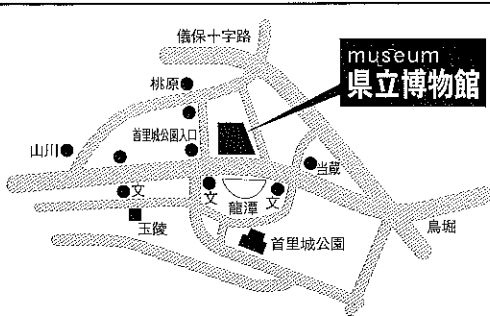 儀保十字路
museum
県立博物館
桃原
首里城公園入口
山川
当蔵
文
文
龍潭
文
玉陵
鳥堀
首里城公園